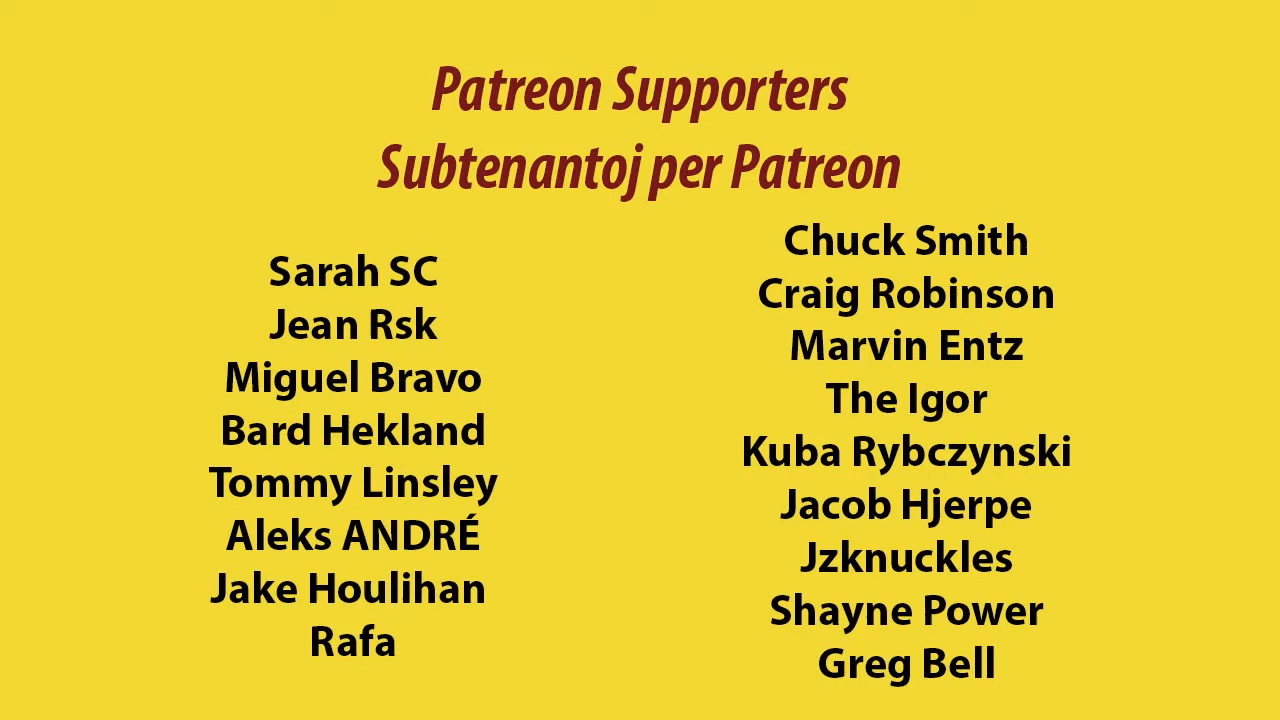 Patreon Supporters
Subtenantoj per Patreon
Sarah SC
Jean Rsk
Miguel Bravo
Bard Hekland
Tommy Linsley
Aleks ANDRÉ
Jake Houlihan
Rafa
Chuck Smith
Craig Robinson
Marvin Entz
The Igor
Kuba Rybczynski
Jacob Hjerpe
Jzknuckles
Shayne Power
Greg Bell